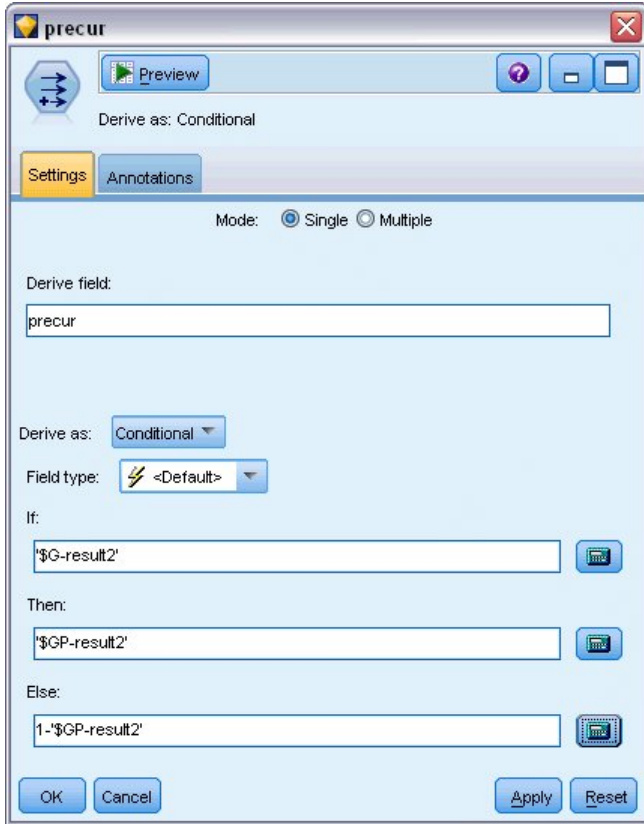 precur
Preview
Derive as: Conditional
Settings Annotations
Mode: Single Multiple
Derive field:
precur
Derive as: Conditional
Field type: <Default>
If:
'$G-result2'
Then:
'$GP-result2'
Else:
1-'$GP-result2'
OK Cancel Apply Reset